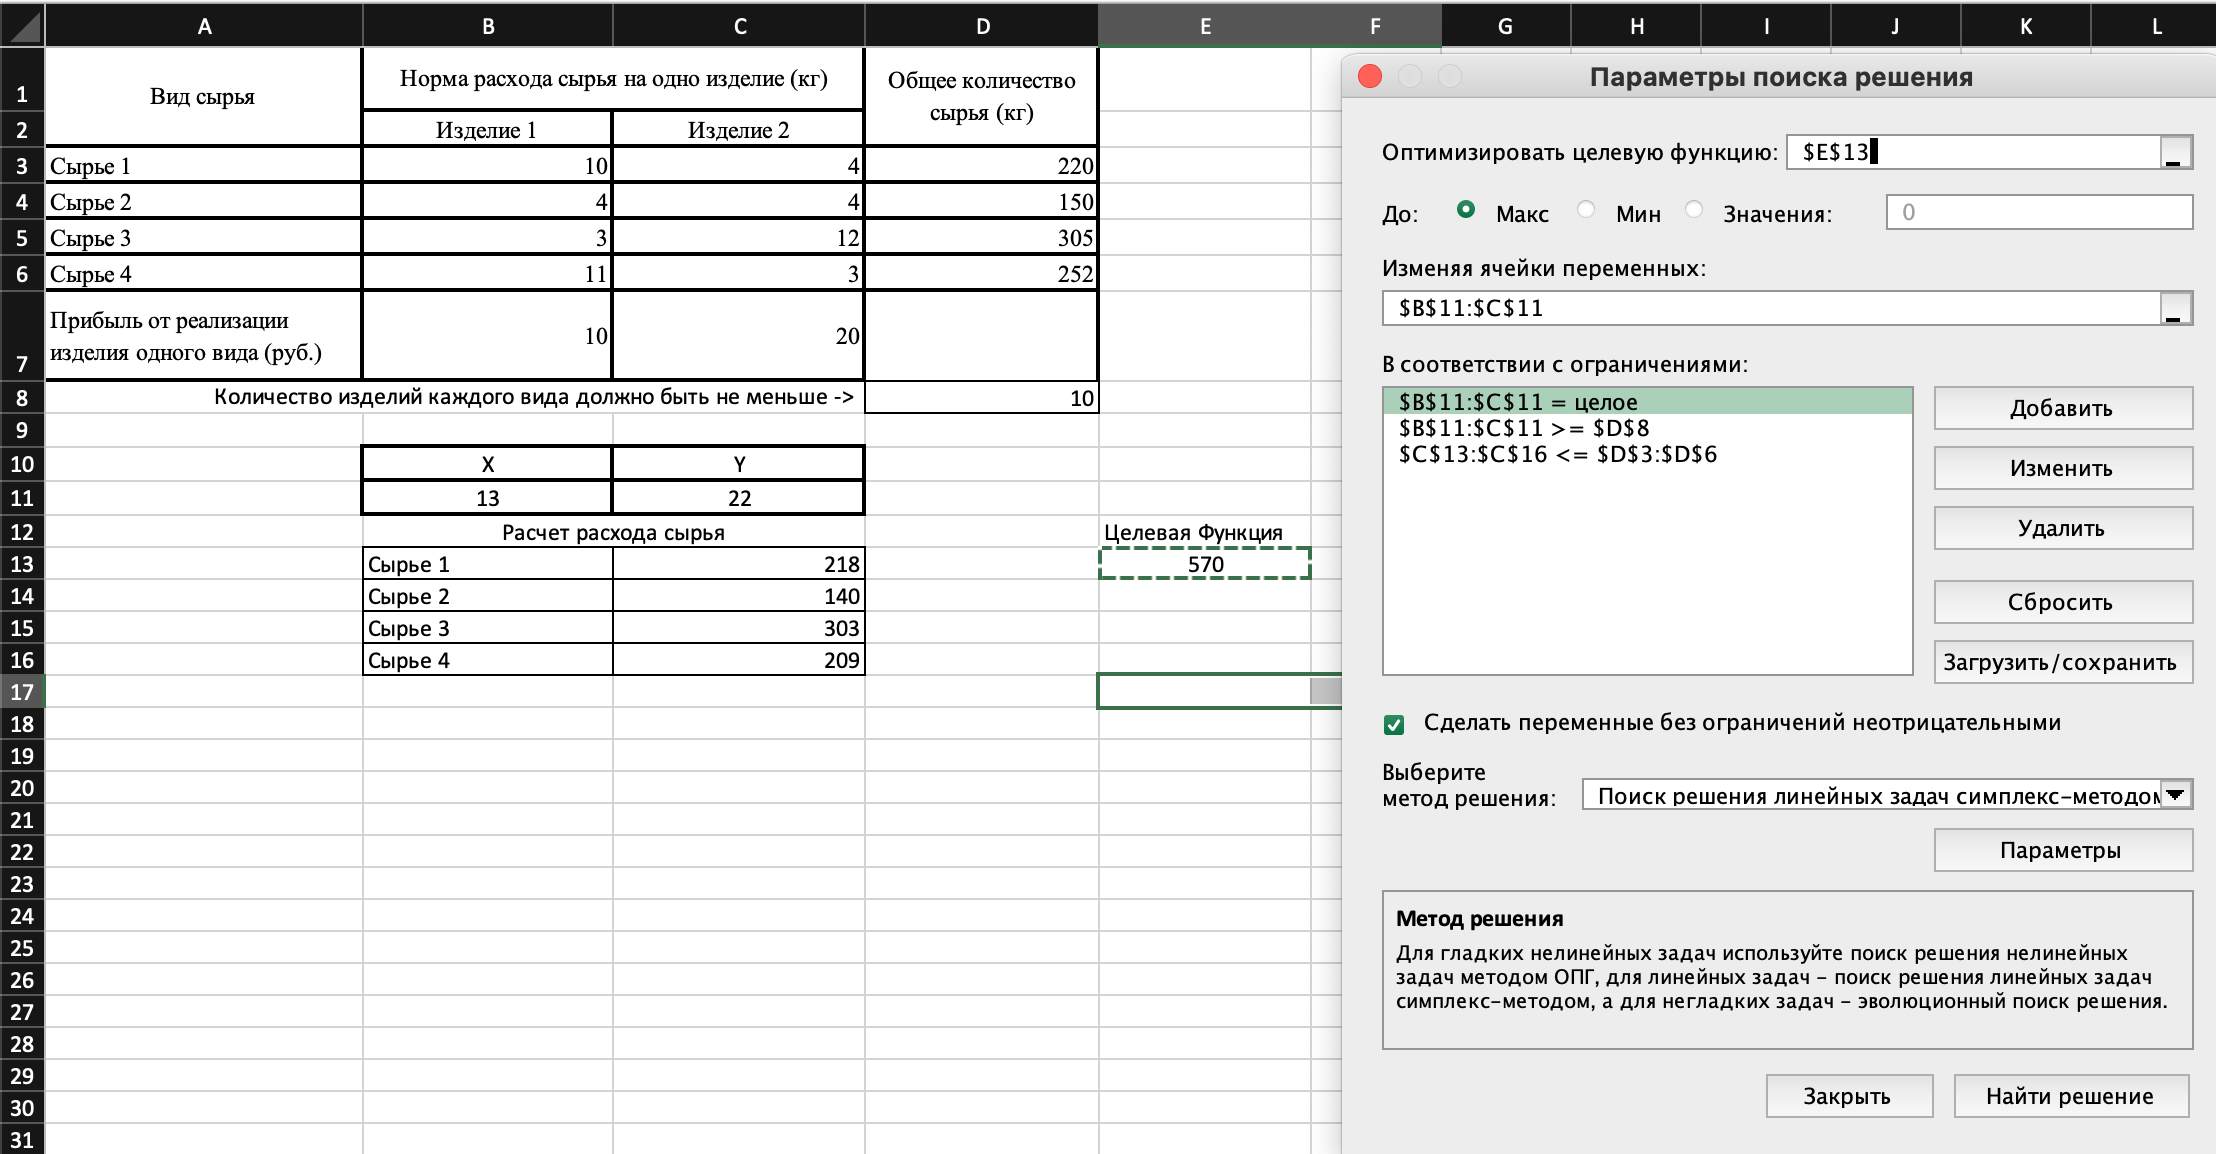 A B C D E F G H I J K L
1 Вид сырья Норма расхода сырья на одно изделие (кг) Общее количество сырья (кг)
2 Изделие 1 Изделие 2
3 Сырье 1 10 4 220
4 Сырье 2 4 4 150
5 Сырье 3 3 12 305
6 Сырье 4 11 3 252
7 Прибыль от реализации изделия одного вида (руб.) 10 20
8 Количество изделий каждого вида должно быть не меньше -> 10
9
10 X Y
11 13 22
12 Расчет расхода сырья Целевая Функция
13 Сырье 1 218 570
14 Сырье 2 140
15 Сырье 3 303
16 Сырье 4 209
17
18
19
20
21
22
23
24
25
26
27
28
29
30
31
Параметры поиска решения
Оптимизировать целевую функцию: $E$13
До: Макс Мин Значения: 0
Изменяя ячейки переменных:
$B$11:$C$11
В соответствии с ограничениями:
$B$11:$C$11 = целое
$B$11:$C$11 >= $D$8
$C$13:$C$16 <= $D$3:$D$6
Добавить
Изменить
Удалить
Сбросить
Загрузить/сохранить
Сделать переменные без ограничений неотрицательными
Выберите
метод решения: Поиск решения линейных задач симплекс-методом
Параметры
Метод решения
Для гладких нелинейных задач используйте поиск решения нелинейных
задач методом ОПГ, для линейных задач - поиск решения линейных задач
симплекс-методом, а для негладких задач - эволюционный поиск решения.
Закрыть Найти решение